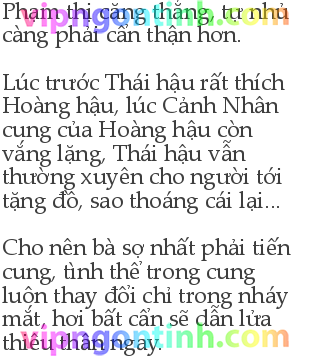 vipngontinh.com
Phạm thị căng thẳng, tự nhủ
càng phải cẩn thận hơn.
Lúc trước Thái hậu rất thích
Hoàng hậu, lúc Cảnh Nhân
cung của Hoàng hậu còn
vắng lặng, Thái hậu vẫn
thường xuyên cho người tới
tặng đồ, sao thoáng cái lại...
Cho nên bà sợ nhất phải tiến
cung, tình thể trong cung
luôn thay đổi chỉ trong nháy
mắt, hơi bất cẩn sẽ dẫn lửa
thiêu thân ngay.
vipngontinh.com